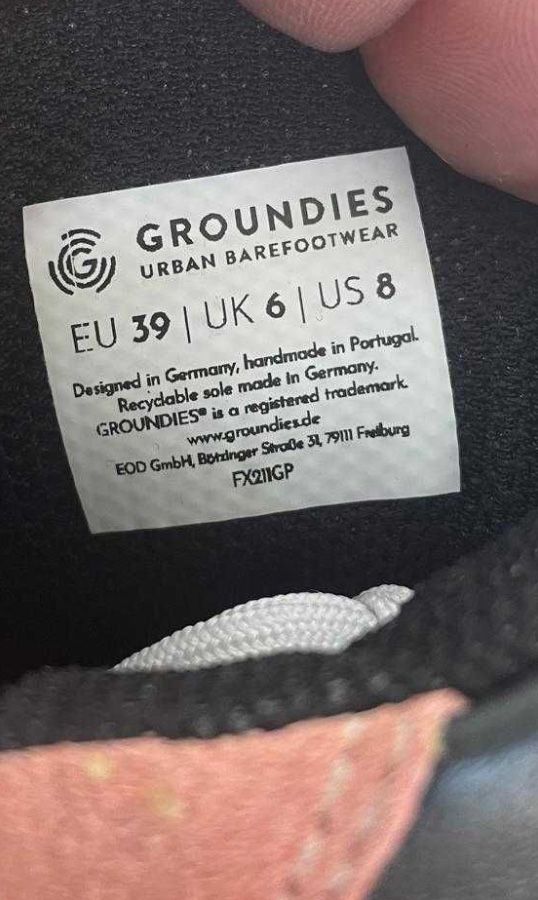 G
GROUNDIES
URBAN BAREFOOTWEAR
EU 39 | UK 6 | US 8
Designed in Germany, handmade in Portugal.
Recyclable sole made In Germany.
GROUNDIES® is a registered trademark.
www.groundies.de
EOD GmbH, Bötzinger Straße 31, 79111 Freiburg
FX211GP